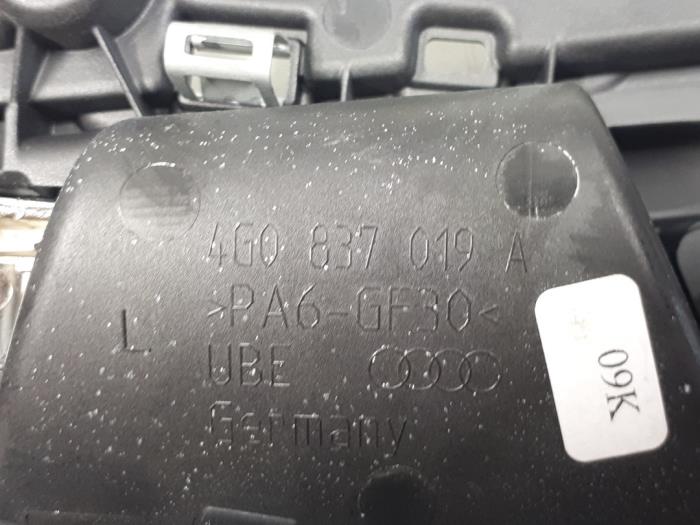 4G0 837 019 A
>PA6-GF30<
L
UBE
Germany
09K